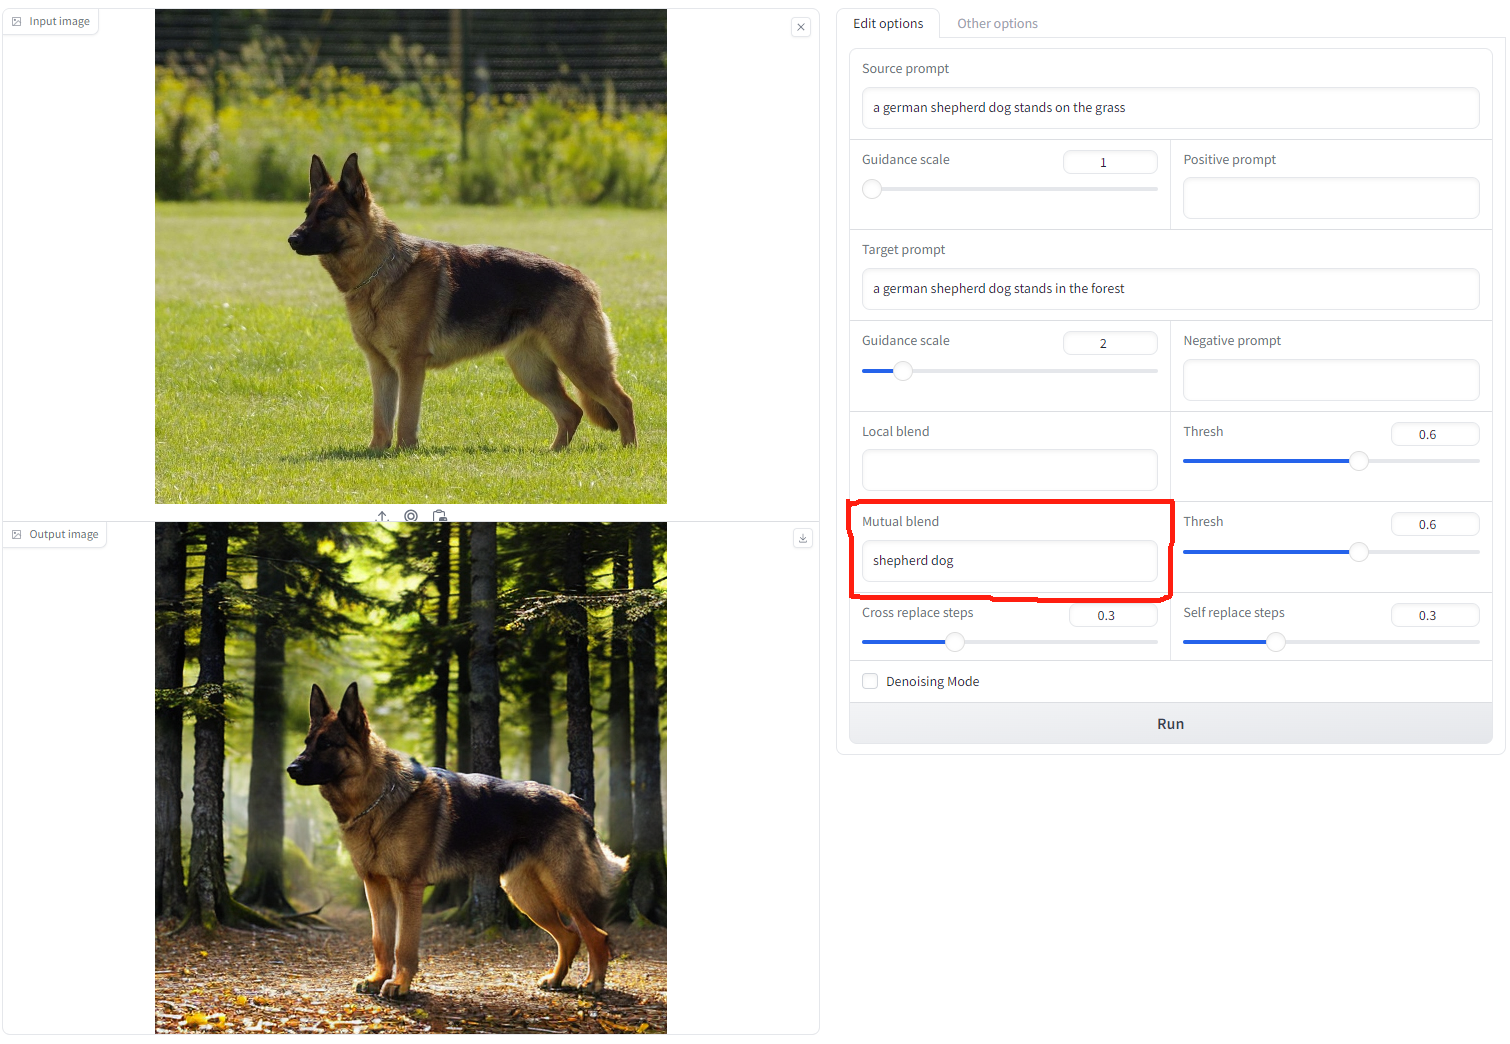 Input image
Output image
Edit options
Other options
Source prompt
a german shepherd dog stands on the grass
Guidance scale
1
Positive prompt
Target prompt
a german shepherd dog stands in the forest
Guidance scale
2
Negative prompt
Local blend
Thresh
0.6
Mutual blend
shepherd dog
Thresh
0.6
Cross replace steps
0.3
Self replace steps
0.3
Denoising Mode
Run